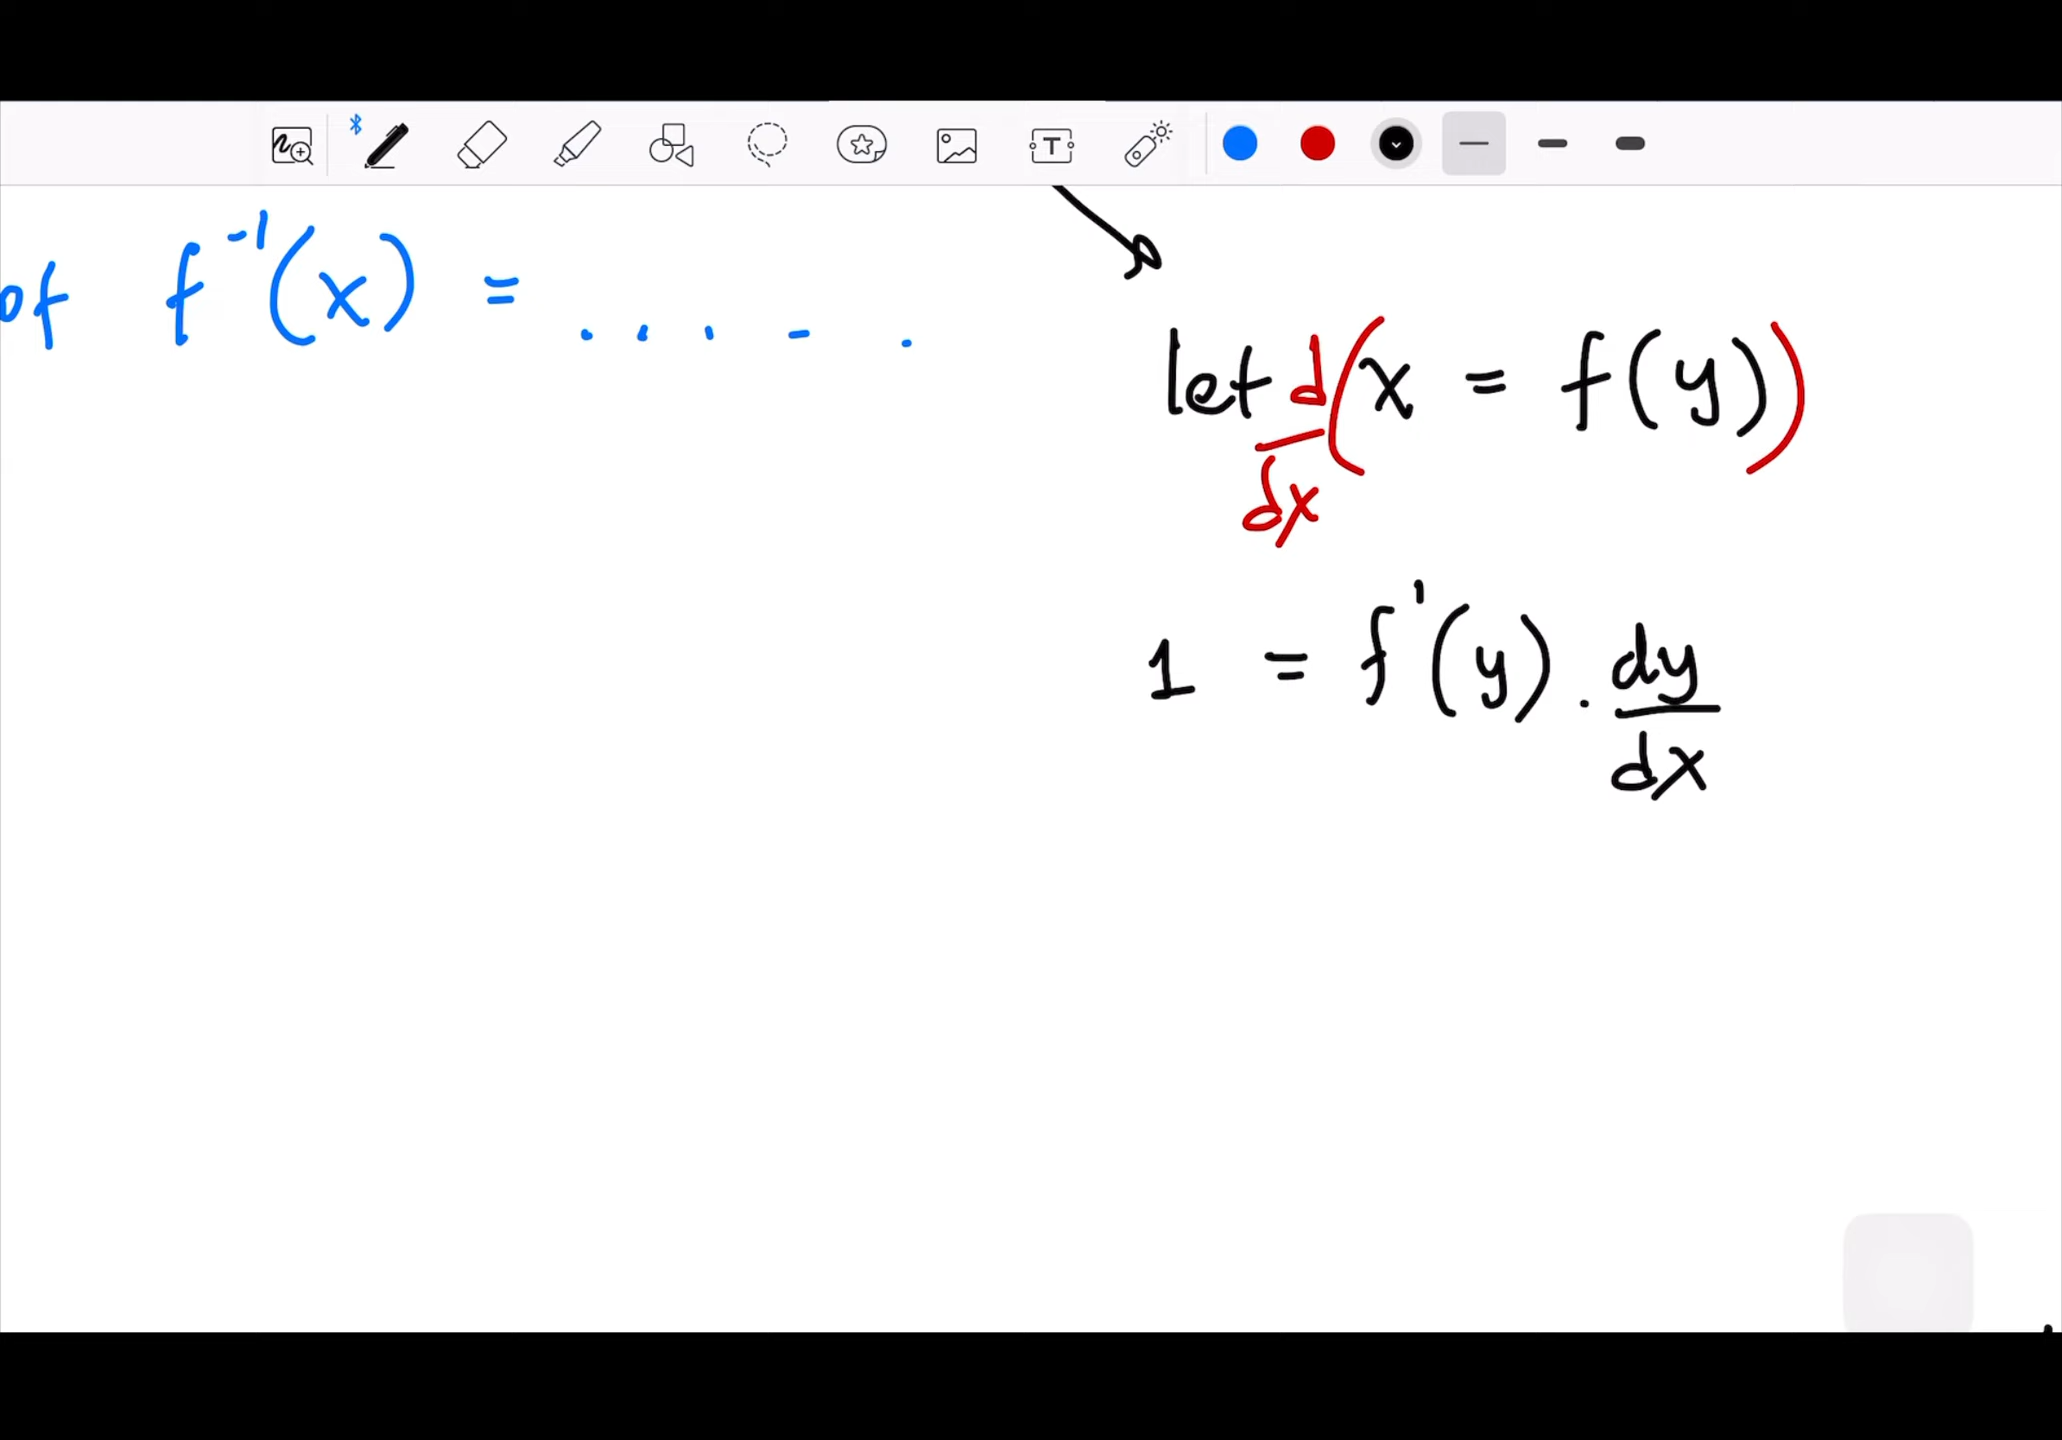 of f⁻¹(x) = ... - .
let d/dx (x = f(y))
1 = f'(y) . dy/dx